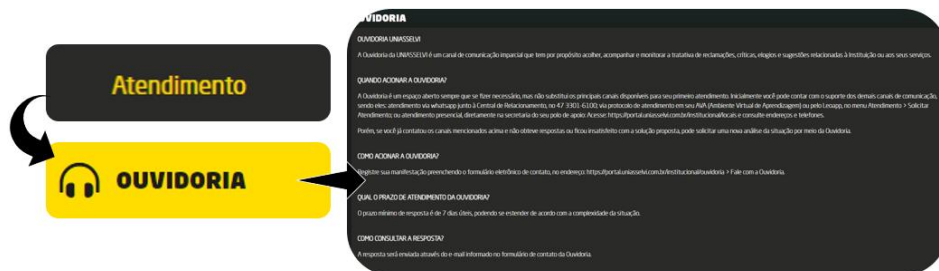 Atendimento
OUVIDORIA
OUVIDORIA
OUVIDORIA UNIASSELVI
A Ouvidoria da UNIASSELVI é um canal de comunicação imparcial que tem por propósito acolher, acompanhar e monitorar a tratativa de reclamações, críticas, elogios e sugestões relacionadas à Instituição ou aos seus serviços.
QUANDO ACIONAR A OUVIDORIA?
A Ouvidoria é um espaço aberto sempre que se fizer necessário, mas não substitui os principais canais disponíveis para seu primeiro atendimento. Inicialmente você pode contar com o suporte dos demais canais de comunicação,
sendo eles: atendimento via whatsapp junto à Central de Relacionamento, no 47 3301-6100; via protocolo de atendimento em seu AVA (Ambiente Virtual de Aprendizagem) ou pelo Leoapp, no menu Atendimento > Solicitar
Atendimento; ou atendimento presencial, diretamente na secretaria do seu polo de apoio. Acesse: https://portal.uniasselvi.com.br/institucional/locais e consulte endereços e telefones.
Porém, se você já contatou os canais mencionados acima e não obteve respostas ou ficou insatisfeito com a solução proposta, pode solicitar uma nova análise da situação por meio da Ouvidoria.
COMO ACIONAR A OUVIDORIA?
Registre sua manifestação preenchendo o formulário eletrônico de contato, no endereço: https://portal.uniasselvi.com.br/institucional/ouvidoria > Fale com a Ouvidoria.
QUAL O PRAZO DE ATENDIMENTO DA OUVIDORIA?
O prazo mínimo de resposta é de 7 dias úteis, podendo se estender de acordo com a complexidade da situação.
COMO CONSULTAR A RESPOSTA?
A resposta será enviada através do e-mail informado no formulário de contato da Ouvidoria.